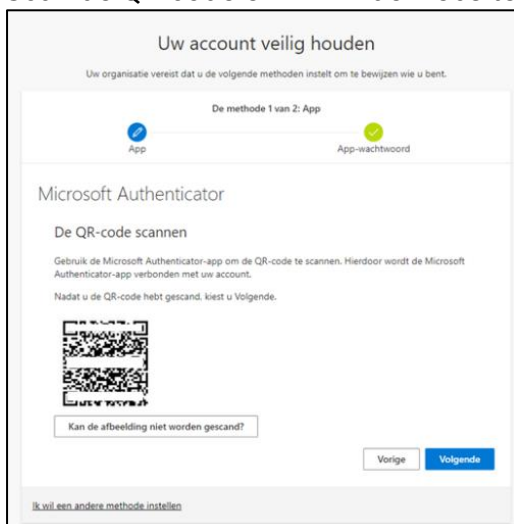 Uw account veilig houden
Uw organisatie vereist dat u de volgende methoden instelt om te bewijzen wie u bent.
De methode 1 van 2: App
App
App-wachtwoord
Microsoft Authenticator
De QR-code scannen
Gebruik de Microsoft Authenticator-app om de QR-code te scannen. Hierdoor wordt de Microsoft
Authenticator-app verbonden met uw account.
Nadat u de QR-code hebt gescand, kiest u Volgende.
Kan de afbeelding niet worden gescand?
Vorige
Volgende
Ik wil een andere methode instellen